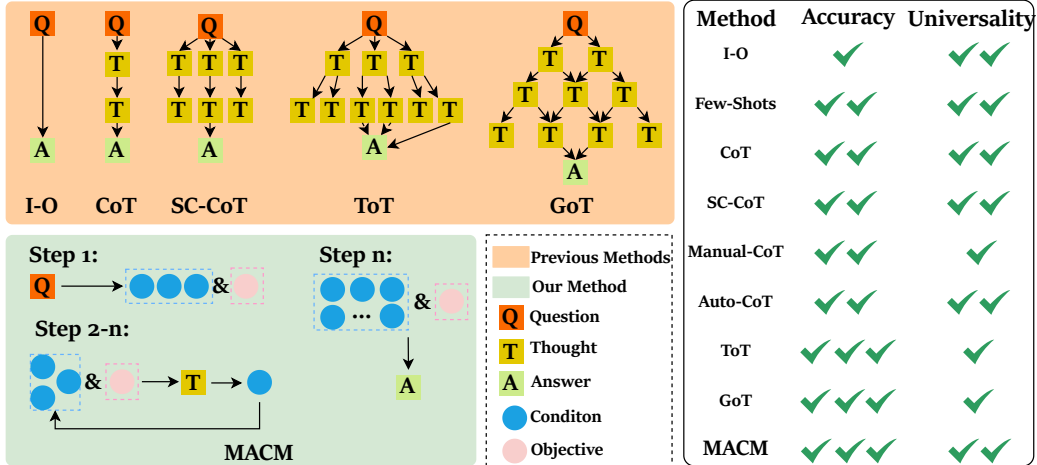 Q Q Q Q Q
T T T T T T T T T
T T T T T T T T T T T T T
T T T T
A A A A A
I-O CoT SC-CoT ToT GoT
Step 1:
Q & 
Step 2-n:
& T
Step n:
... &
A
MACM
Previous Methods
Our Method
Q Question
T Thought
A Answer
Conditon
Objective
Method Accuracy Universality
I-O
Few-Shots
CoT
SC-CoT
Manual-CoT
Auto-CoT
ToT
GoT
MACM